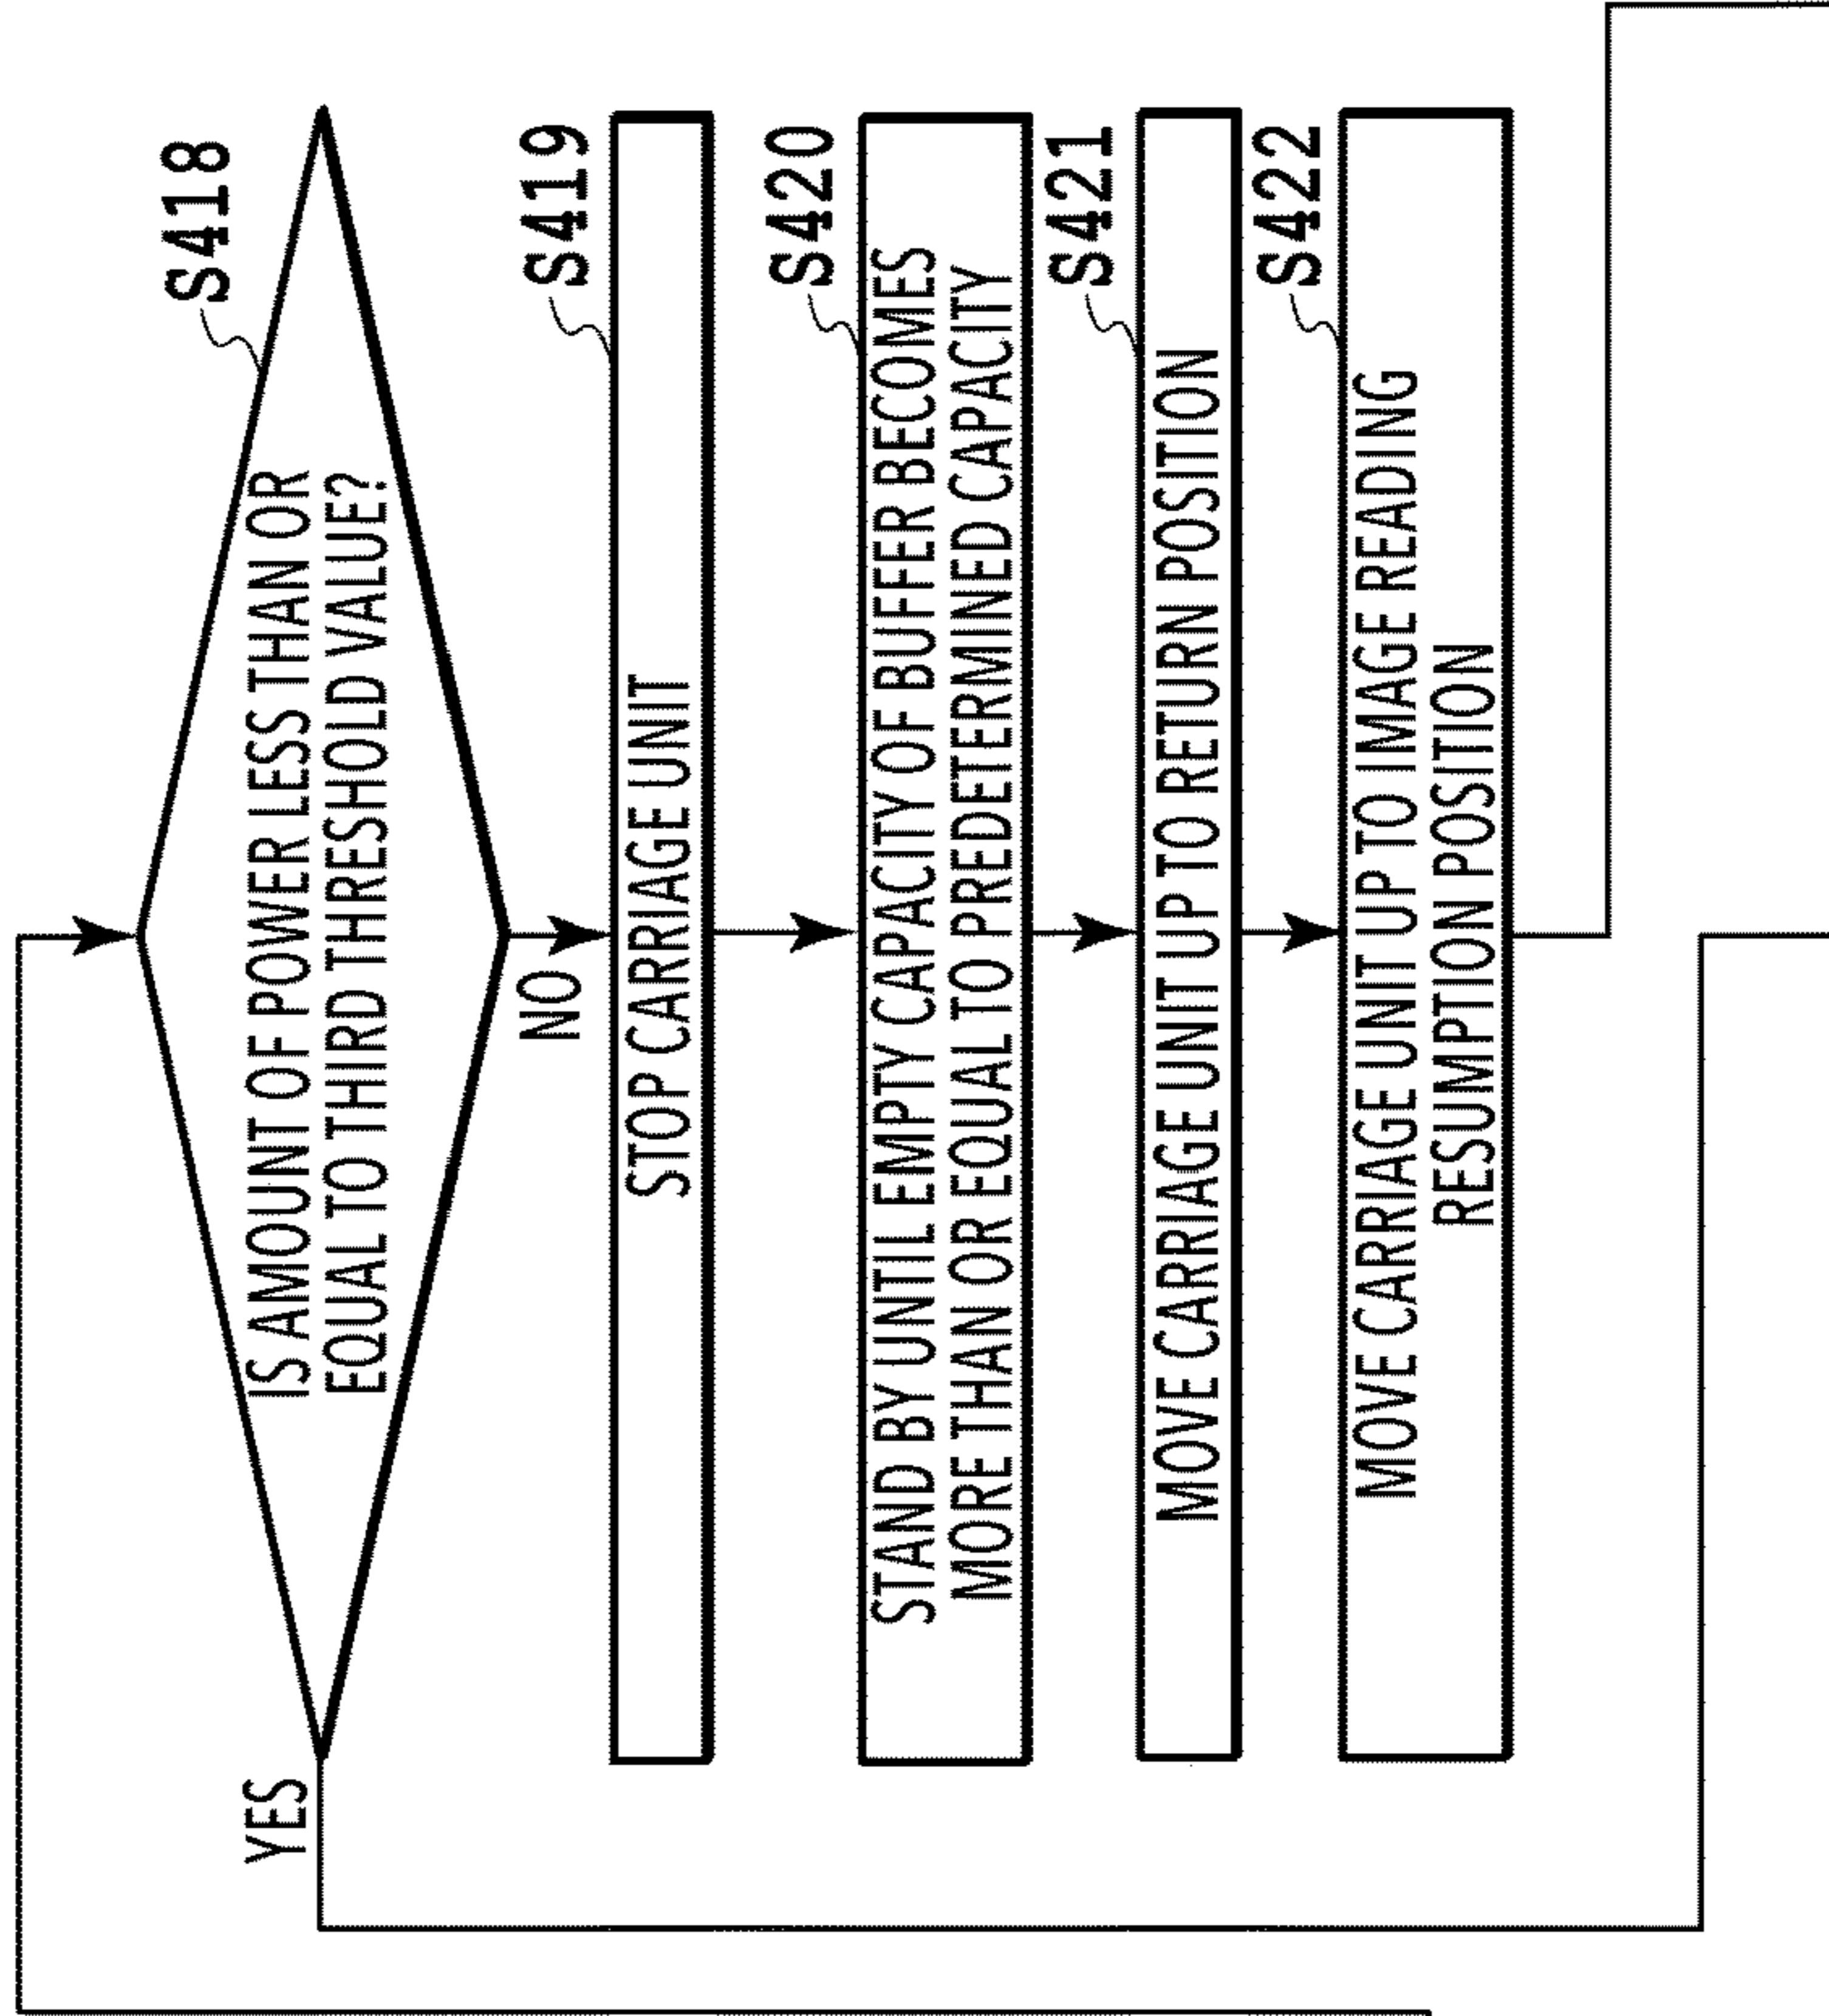 S418
IS AMOUNT OF POWER LESS THAN OR
EQUAL TO THIRD THRESHOLD VALUE?
YES
NO
S419
STOP CARRIAGE UNIT
S420
STAND BY UNTIL EMPTY CAPACITY OF BUFFER BECOMES
MORE THAN OR EQUAL TO PREDETERMINED CAPACITY
S421
MOVE CARRIAGE UNIT UP TO RETURN POSITION
S422
MOVE CARRIAGE UNIT UP TO IMAGE READING
RESUMPTION POSITION